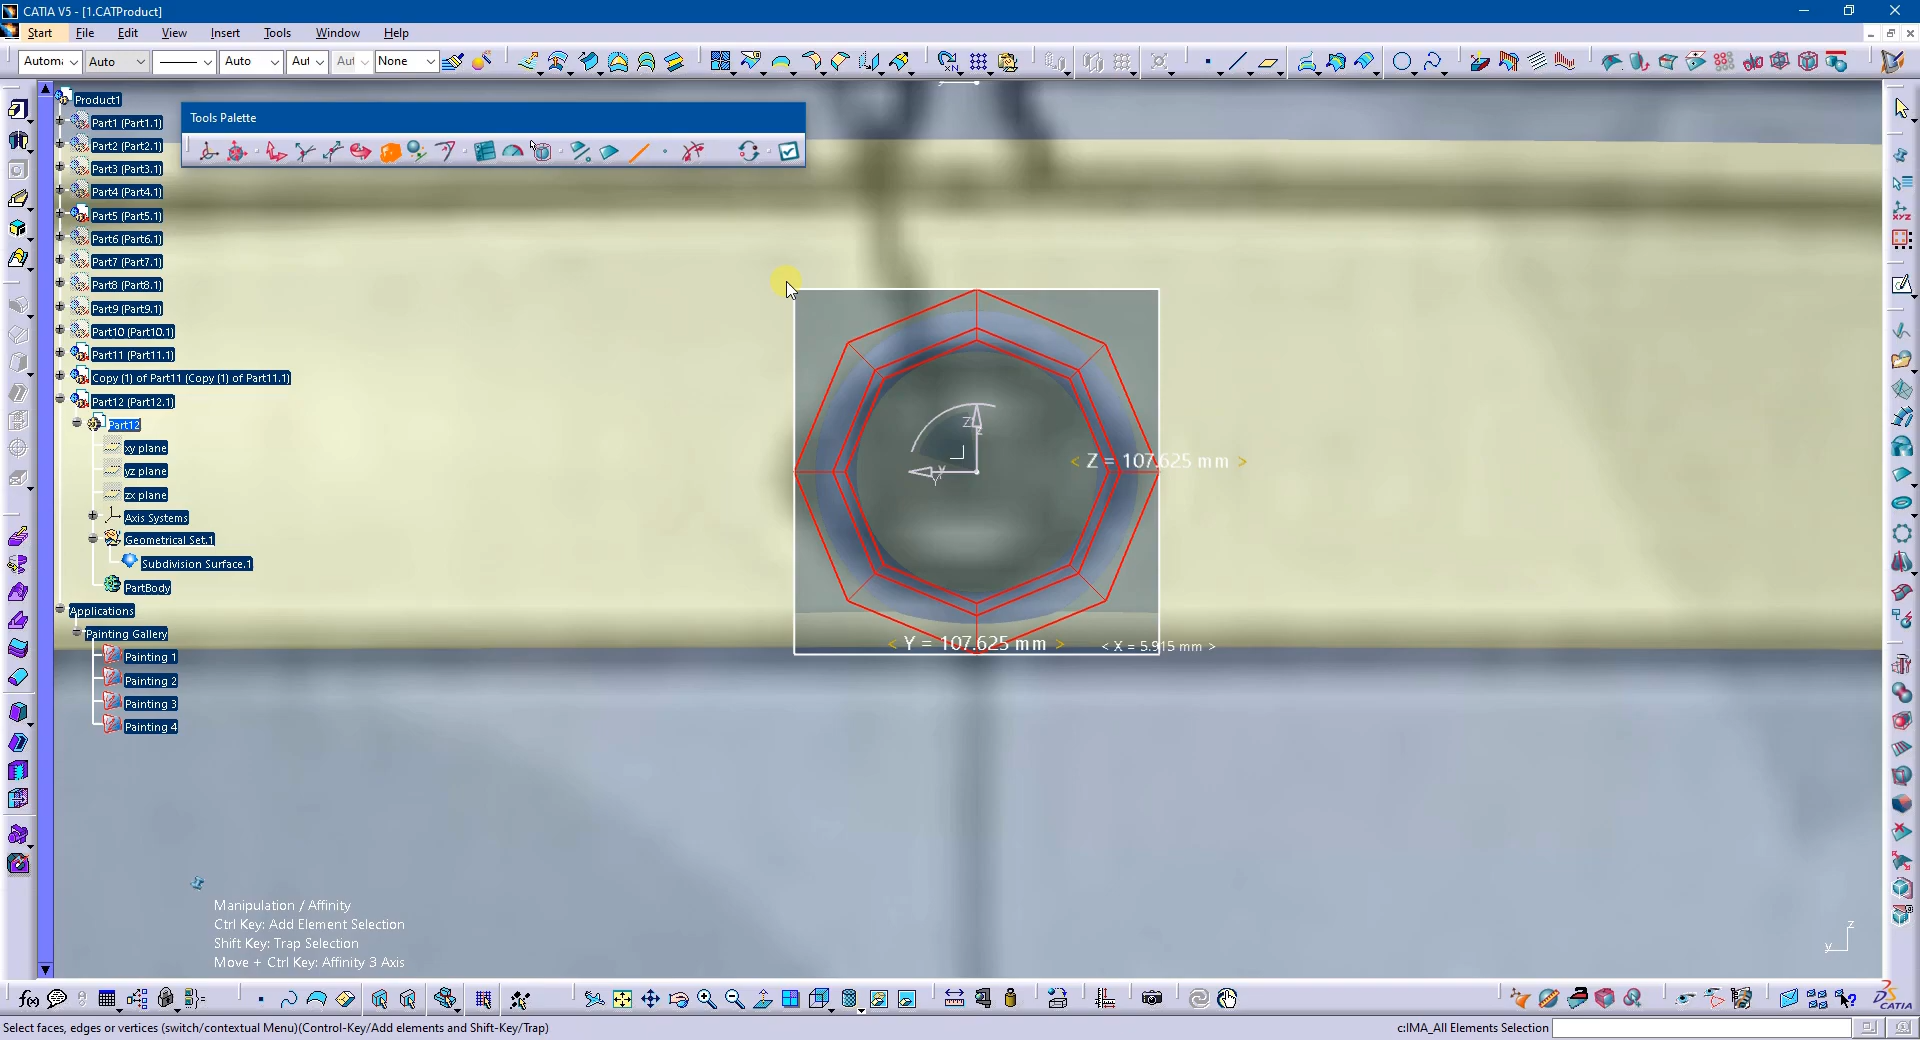 CATIA V5 - [1.CATProduct]
Start File Edit View Insert Tools Window Help
Automa Auto Auto Aut Aut None
Product1
Part1 (Part1.1)
Part2 (Part2.1)
Part3 (Part3.1)
Part4 (Part4.1)
Part5 (Part5.1)
Part6 (Part6.1)
Part7 (Part7.1)
Part8 (Part8.1)
Part9 (Part9.1)
Part10 (Part10.1)
Part11 (Part11.1)
Copy (1) of Part11 (Copy (1) of Part11.1)
Part12 (Part12.1)
Part12
xy plane
yz plane
zx plane
Axis Systems
Geometrical Set.1
Subdivision Surface.1
PartBody
Applications
Painting Gallery
Painting 1
Painting 2
Painting 3
Painting 4
Tools Palette
< Z = 107.625 mm >
< Y = 107.625 mm >
< X = 5.915 mm >
Manipulation / Affinity
Ctrl Key: Add Element Selection
Shift Key: Trap Selection
Move + Ctrl Key: Affinity 3 Axis
z
y
f(x)
CATIA
Select faces, edges or vertices (switch/contextual Menu)(Control-Key/Add elements and Shift-Key/Trap)
c:IMA_All Elements Selection